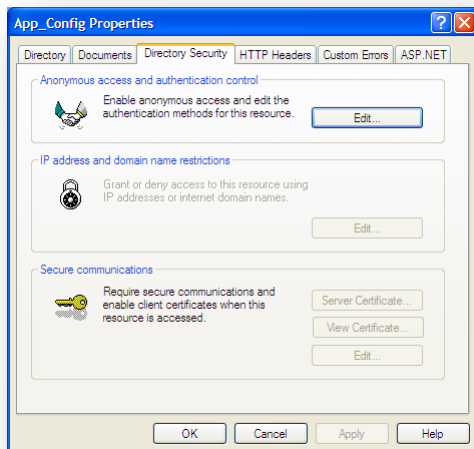 App_Config Properties
Directory Documents Directory Security HTTP Headers Custom Errors ASP.NET
Anonymous access and authentication control
Enable anonymous access and edit the
authentication methods for this resource.
Edit...
IP address and domain name restrictions
Grant or deny access to this resource using
IP addresses or internet domain names.
Edit...
Secure communications
Require secure communications and
enable client certificates when this
resource is accessed.
Server Certificate...
View Certificate...
Edit...
OK Cancel Apply Help